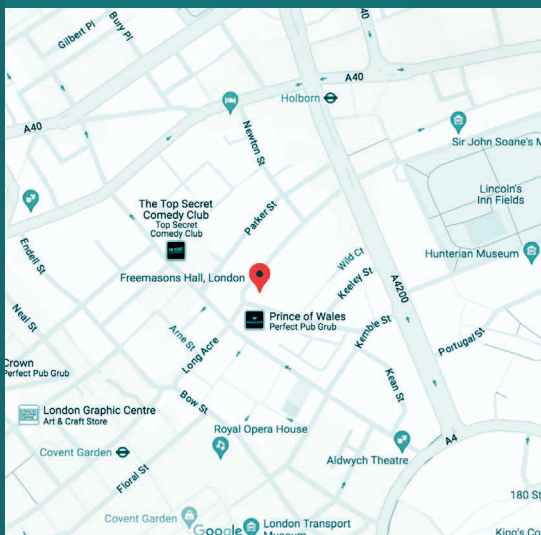 Gilbert Pl
Bury Pl
A40
A40
Holborn
A40
Newton St
Sir John Soane's M
The Top Secret
Comedy Club
Top Secret
Comedy Club
Parker St
Lincoln's
Inn Fields
Endell St
Freemasons Hall, London
Wild Ct
Keeley St
Hunterian Museum
A4200
Neal St
Prince of Wales
Perfect Pub Grub
Arne St
Long Acre
Kemble St
Portugal St
Crown
Perfect Pub Grub
Kean St
Bow St
London Graphic Centre
Art & Craft Store
Royal Opera House
A4
Covent Garden
Aldwych Theatre
Floral St
180 St
Covent Garden
Google
London Transport
Museum
King's Co